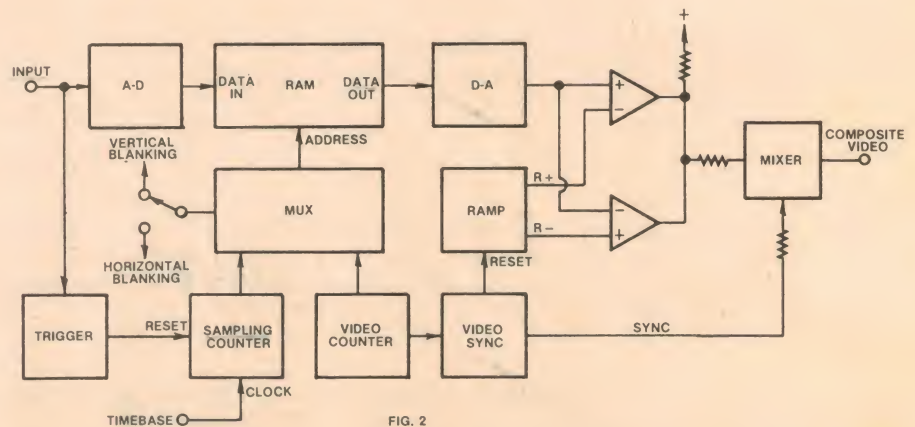 INPUT
A-D
DATA
IN
RAM
DATA
OUT
D-A
+
+
−
VERTICAL
BLANKING
ADDRESS
COMPOSITE
VIDEO
MIXER
MUX
RAMP
R+
R−
−
+
HORIZONTAL
BLANKING
RESET
TRIGGER
RESET
SAMPLING
COUNTER
VIDEO
COUNTER
VIDEO
SYNC
SYNC
CLOCK
TIMEBASE
FIG. 2